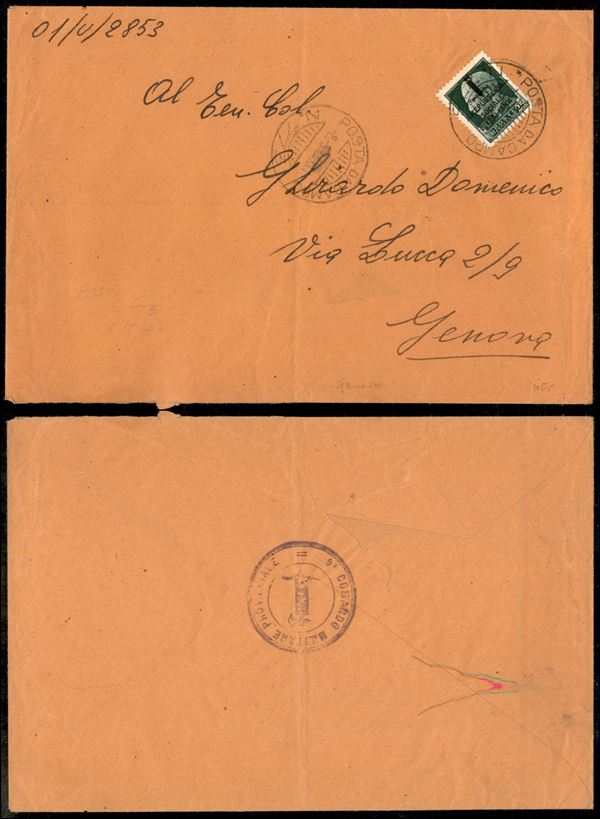 01/U/2853
Al Ten. Col.
POSTA DA CAMPO
POSTA DA CAMPO
Ghirardo Domenico
Via Lucca 2/9
Genova
9° COMANDO MILITARE PROVINCIALE =